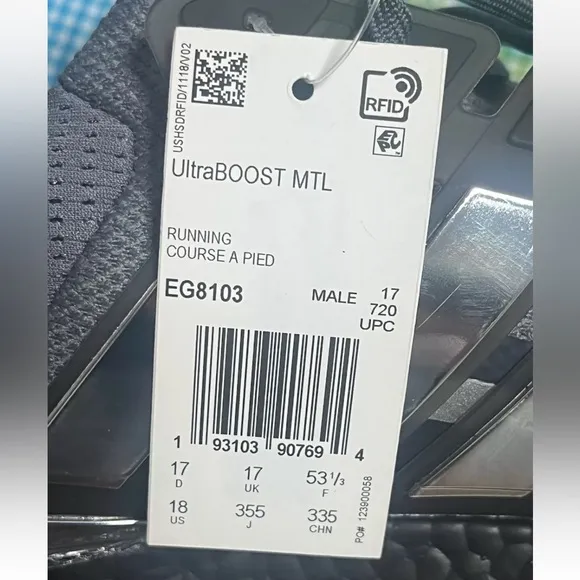 USHSDRFID/1118/V02
RFID
EPC
UltraBOOST MTL
RUNNING
COURSE A PIED
EG8103 MALE 17
720
UPC
1 93103 90769 4
17 17 53 1/3
D UK F
18 355 335
US J CHN
PO# 123900058